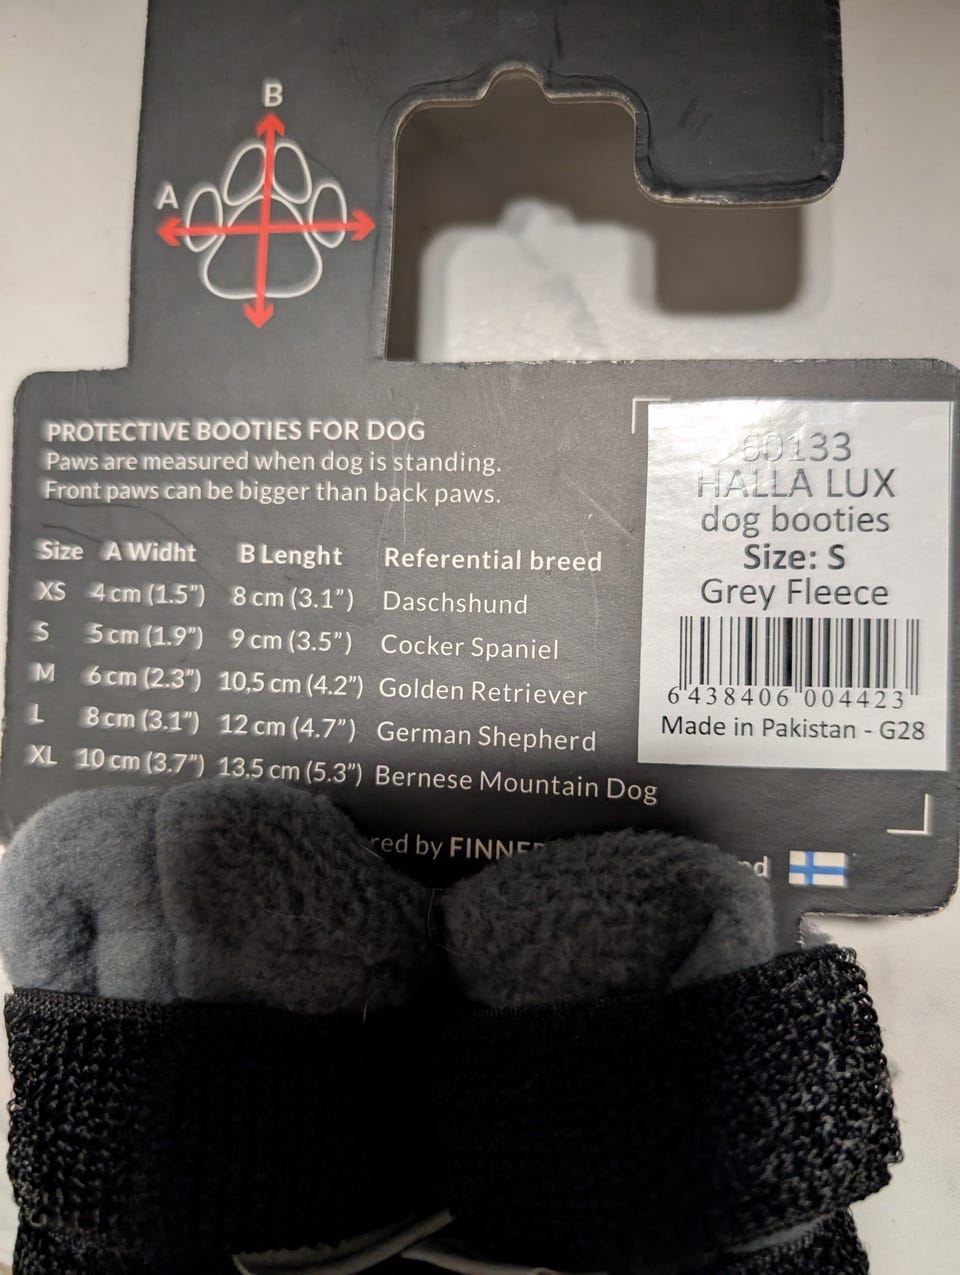 B
A
PROTECTIVE BOOTIES FOR DOG
Paws are measured when dog is standing.
Front paws can be bigger than back paws.
Size A Widht B Lenght Referential breed
XS 4 cm (1.5") 8 cm (3.1") Daschshund
S 5 cm (1.9") 9 cm (3.5") Cocker Spaniel
M 6 cm (2.3") 10,5 cm (4.2") Golden Retriever
L 8 cm (3.1") 12 cm (4.7") German Shepherd
XL 10 cm (3.7") 13,5 cm (5.3") Bernese Mountain Dog
by
60133
HALLA LUX
dog booties
Size: S
Grey Fleece
6 438406 004423
Made in Pakistan - G28